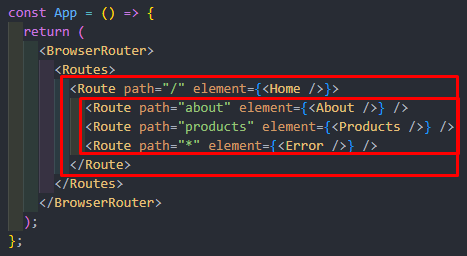 const App = () => {
  return (
    <BrowserRouter>
      <Routes>
        <Route path="/" element={<Home />}>
          <Route path="about" element={<About />} />
          <Route path="products" element={<Products />} />
          <Route path="*" element={<Error />} />
        </Route>
      </Routes>
    </BrowserRouter>
  );
};